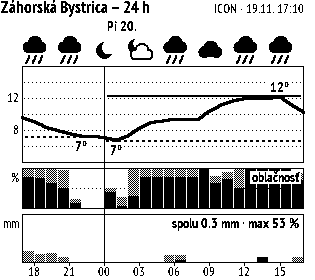 Záhorská Bystrica – 24 h
ICON · 19.11. 17:10
Pi 20.
12
8
12°
7°
7°
%
oblačnosť
mm
spolu 0.3 mm · max 53 %
18 21 00 03 06 09 12 15